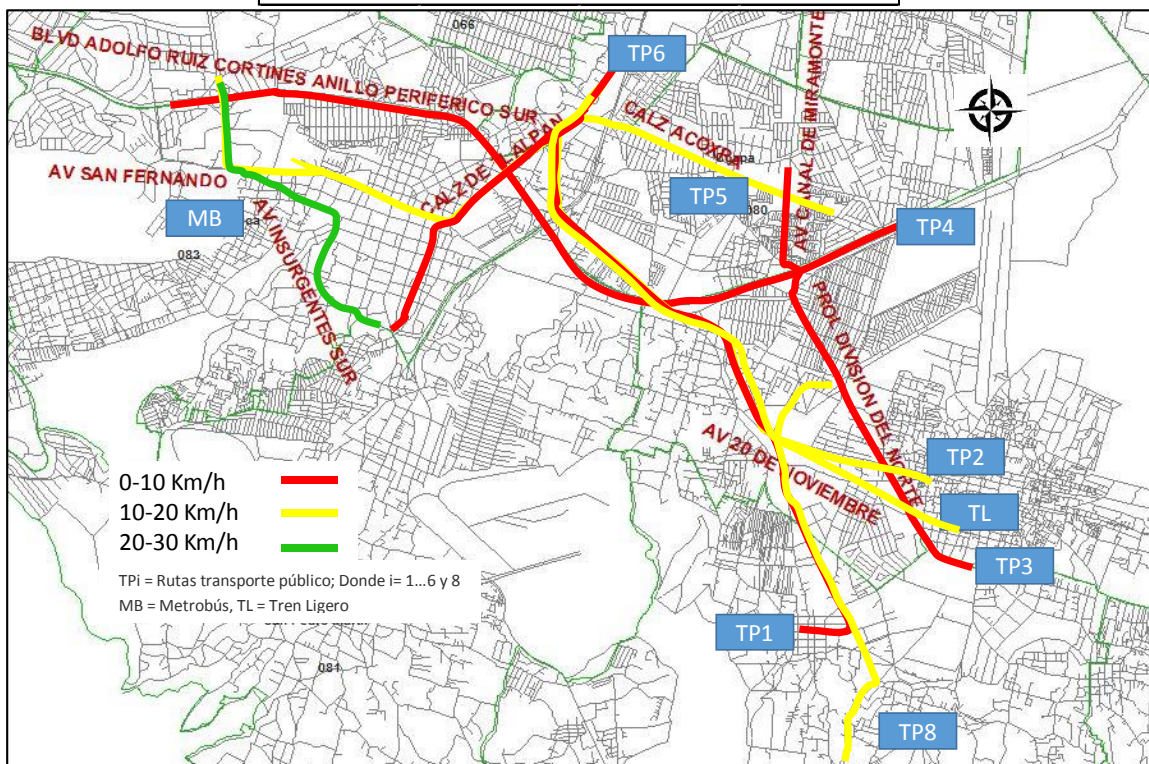 066
TP6
BLVD ADOLFO RUIZ CORTINES ANILLO PERIFERICO SUR
AV CANAL DE MIRAMONTE
CALZ ACOXPA
CALZ DE TLALPAN
AV SAN FERNANDO
TP5
080
MB
083
TP4
AV INSURGENTES SUR
PROL DIVISION DEL NORTE
AV 20 DE NOVIEMBRE
TP2
0-10 Km/h
10-20 Km/h
20-30 Km/h
TL
TP3
TPi = Rutas transporte público; Donde i= 1...6 y 8
MB = Metrobús, TL = Tren Ligero
TP1
081
TP8